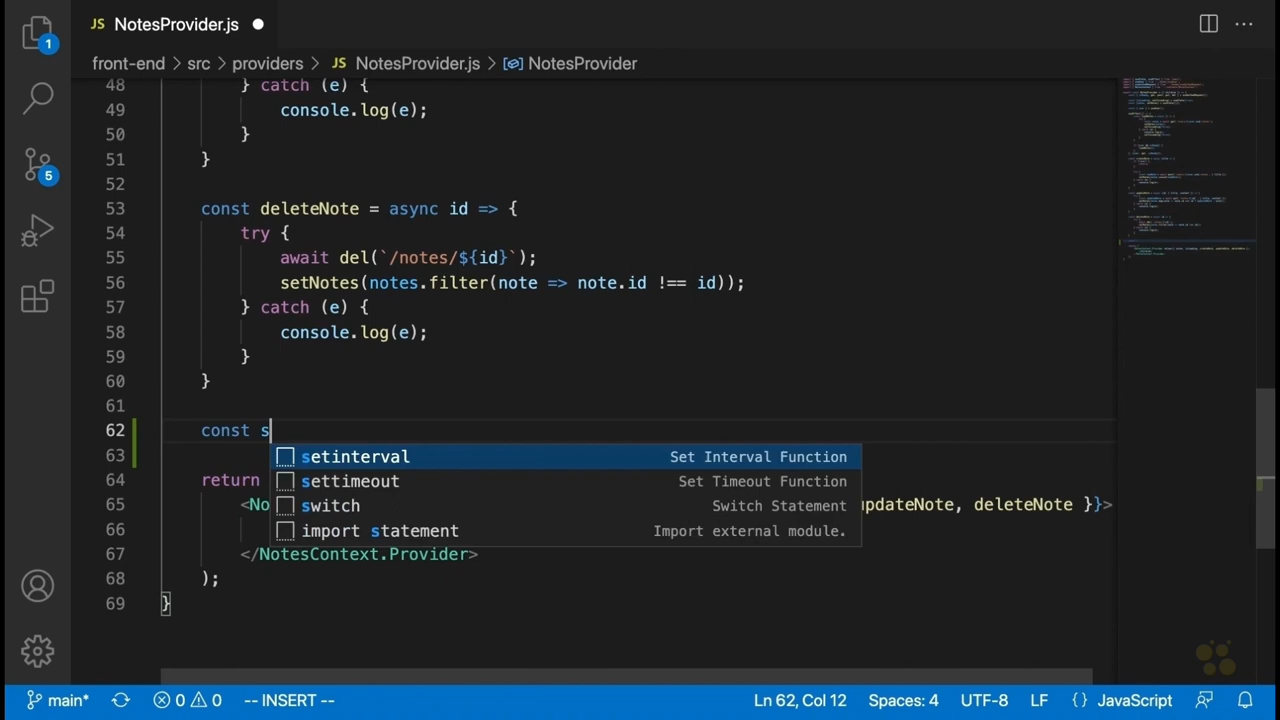 JS NotesProvider.js
1
front-end > src > providers > JS NotesProvider.js > NotesProvider
48 } catch (e) {
49 console.log(e);
50 }
51 }
52
53 const deleteNote = async id => {
54 try {
55 await del(`/notes/${id}`);
56 setNotes(notes.filter(note => note.id !== id));
57 } catch (e) {
58 console.log(e);
59 }
60 }
61
62 const s
setinterval Set Interval Function
settimeout Set Timeout Function
switch Switch Statement
import statement Import external module.
63
64 return
65 <No updateNote, deleteNote }}>
66
67 </NotesContext.Provider>
68 );
69 }
5
main* 0 0 -- INSERT -- Ln 62, Col 12 Spaces: 4 UTF-8 LF {} JavaScript